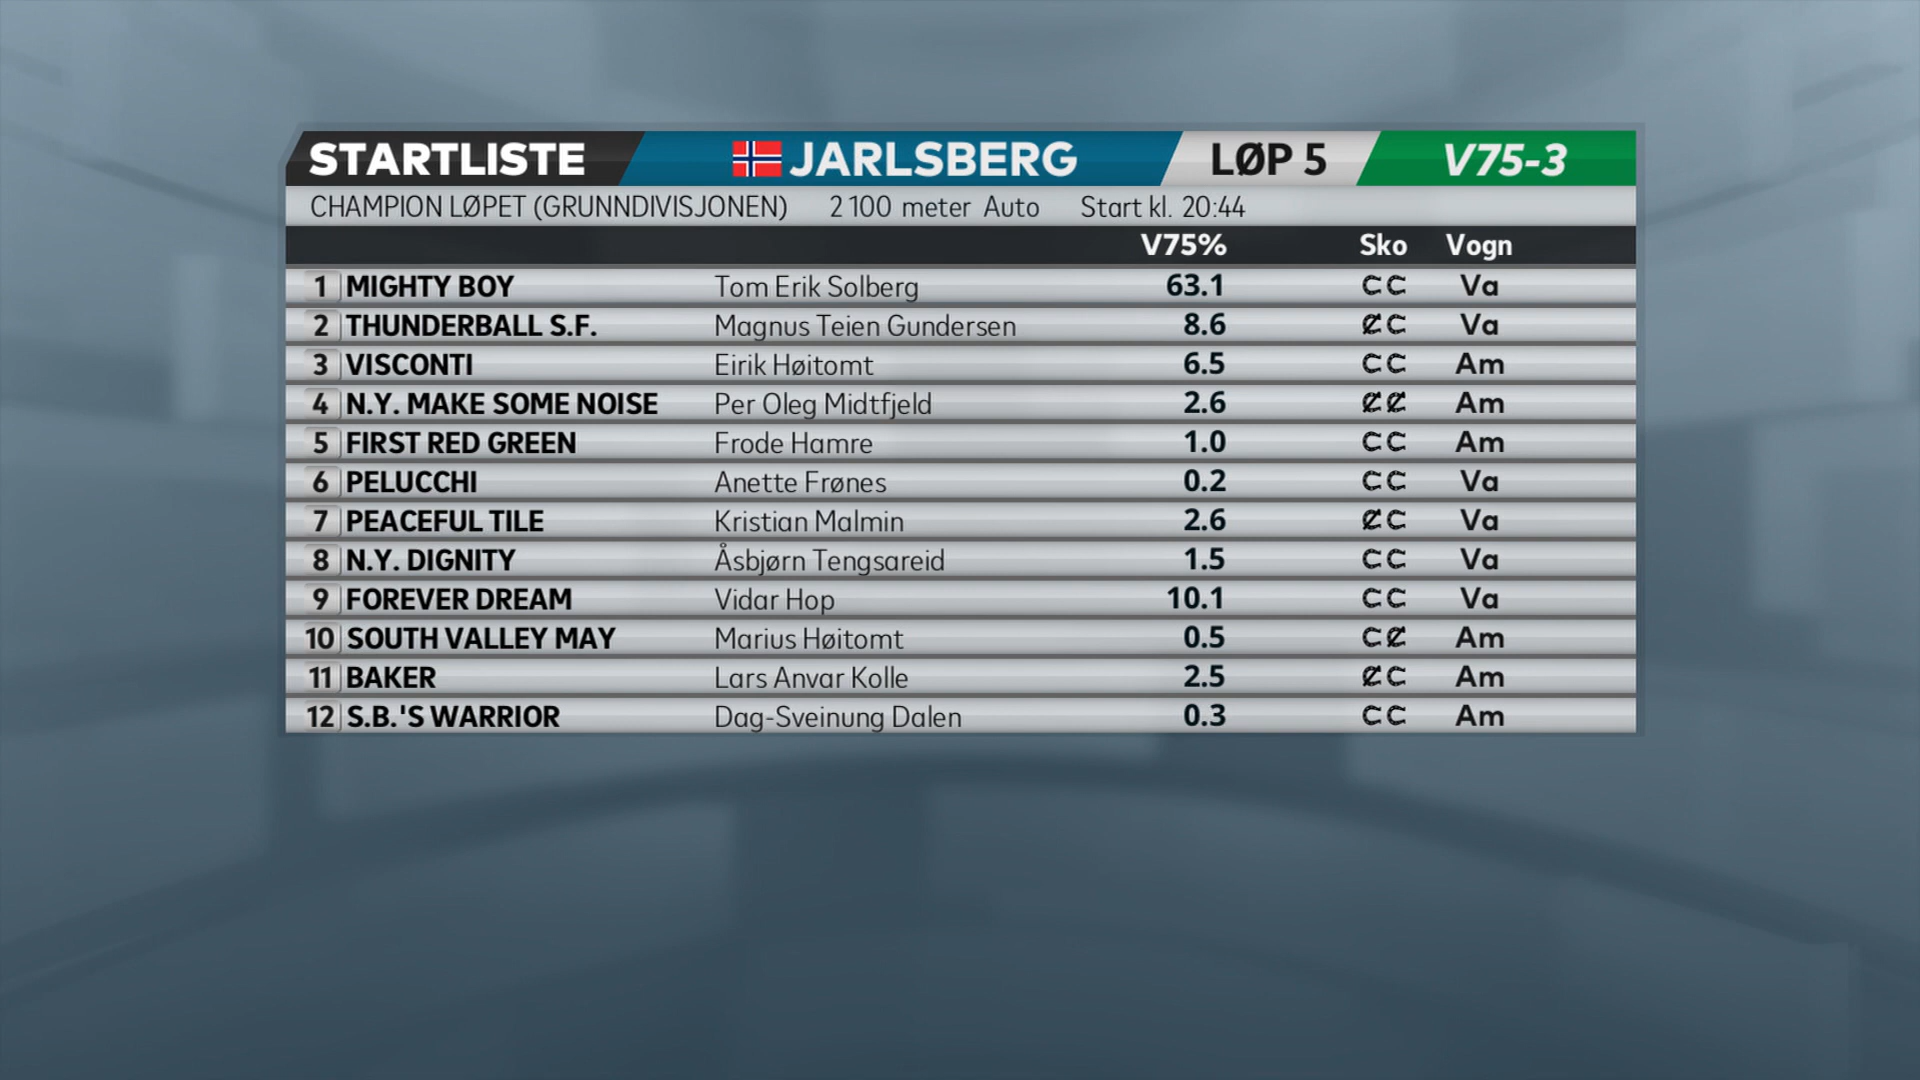 STARTLISTE JARLSBERG LØP 5 V75-3
CHAMPION LØPET (GRUNNDIVISJONEN) 2 100 meter Auto Start kl. 20:44
V75% Sko Vogn
1 MIGHTY BOY Tom Erik Solberg 63.1 C C Va
2 THUNDERBALL S.F. Magnus Teien Gundersen 8.6 Ȼ C Va
3 VISCONTI Eirik Høitomt 6.5 C C Am
4 N.Y. MAKE SOME NOISE Per Oleg Midtfjeld 2.6 Ȼ Ȼ Am
5 FIRST RED GREEN Frode Hamre 1.0 C C Am
6 PELUCCHI Anette Frønes 0.2 C C Va
7 PEACEFUL TILE Kristian Malmin 2.6 Ȼ C Va
8 N.Y. DIGNITY Åsbjørn Tengsareid 1.5 C C Va
9 FOREVER DREAM Vidar Hop 10.1 C C Va
10 SOUTH VALLEY MAY Marius Høitomt 0.5 C Ȼ Am
11 BAKER Lars Anvar Kolle 2.5 Ȼ C Am
12 S.B.'S WARRIOR Dag-Sveinung Dalen 0.3 C C Am